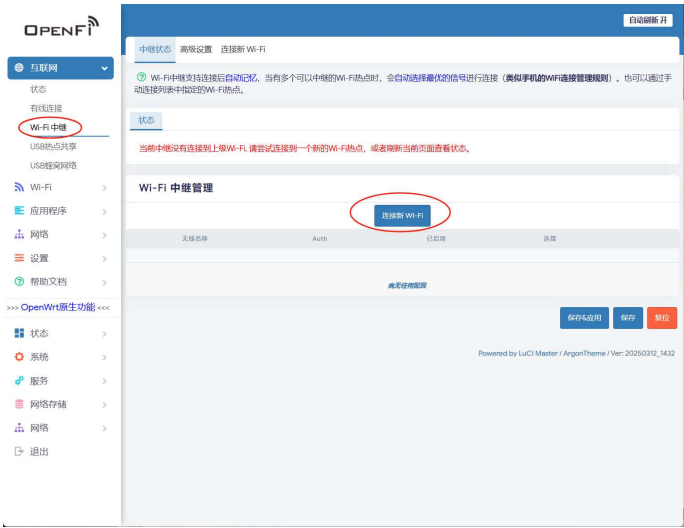 OPENFi
自动刷新 开
互联网
状态
有线连接
Wi-Fi 中继
USB热点共享
USB蜂窝网络
Wi-Fi
应用程序
网络
设置
帮助文档
>>> OpenWrt原生功能 <<<
状态
系统
服务
网络存储
网络
退出
中继状态 高级设置 连接新 Wi-Fi
Wi-Fi中继支持连接后自动记忆，当有多个可以中继的Wi-Fi热点时，会自动选择最优的信号进行连接（类似手机的WiFi连接管理规则）。也可以通过手
动连接列表中指定的Wi-Fi热点。
状态
当前中继没有连接到上级Wi-Fi, 请尝试连接到一个新的Wi-Fi热点，或者刷新当前页面查看状态。
Wi-Fi 中继管理
连接新 WI-FI
无线名称 Auth 已启用 连接
尚无任何配置
保存&应用 保存 复位
Powered by LuCI Master / ArgonTheme / Ver: 20250312_1432